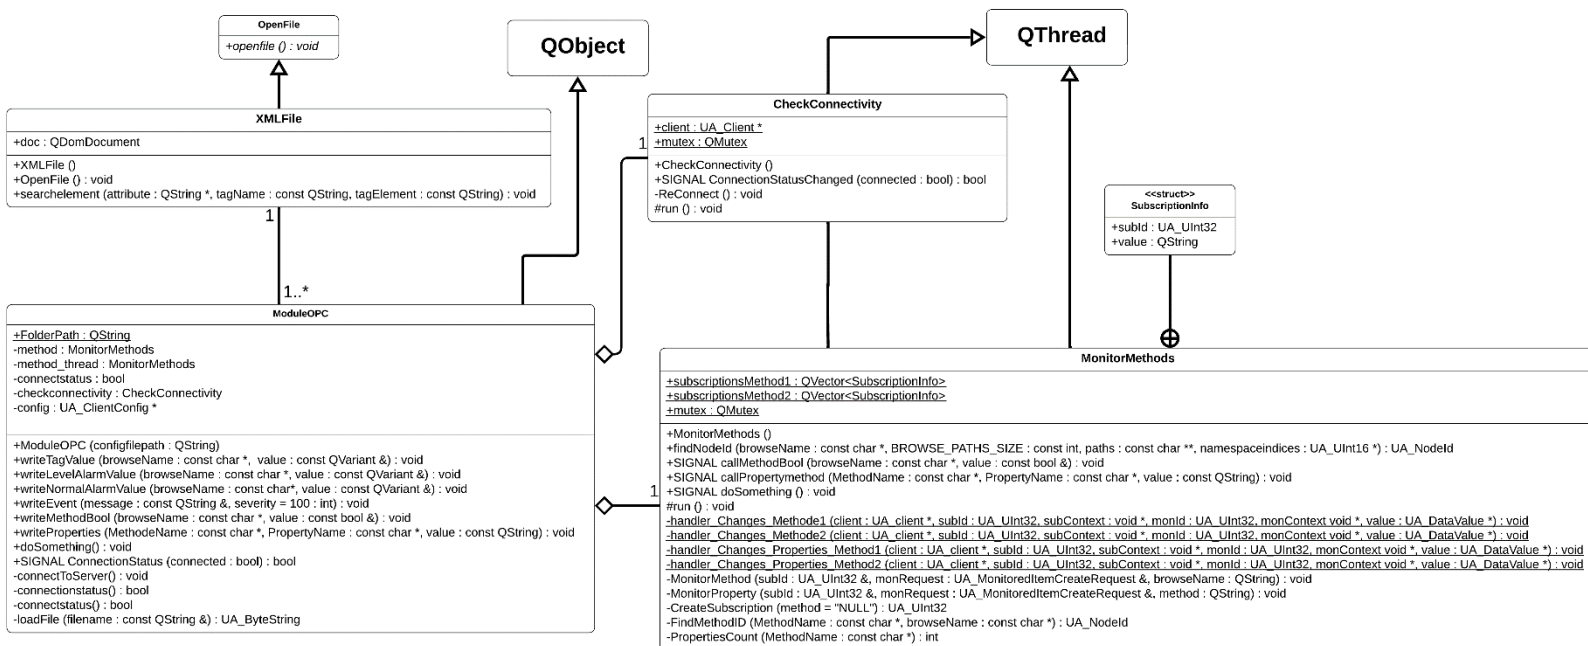 OpenFile
+openfile () : void
QObject
QThread
XMLFile
+doc : QDomDocument
+XMLFile ()
+OpenFile () : void
+searchelement (attribute : QString *, tagName : const QString, tagElement : const QString) : void
CheckConnectivity
+client : UA_Client *
+mutex : QMutex
+CheckConnectivity ()
+SIGNAL ConnectionStatusChanged (connected : bool) : bool
-ReConnect () : void
#run () : void
1
<<struct>>
SubscriptionInfo
+subId : UA_UInt32
+value : QString
1
1..*
ModuleOPC
+FolderPath : QString
-method : MonitorMethods
-method_thread : MonitorMethods
-connectstatus : bool
-checkconnectivity : CheckConnectivity
-config : UA_ClientConfig *
+ModuleOPC (configfilepath : QString)
+writeTagValue (browseName : const char *, value : const QVariant &) : void
+writeLevelAlarmValue (browseName : const char *, value : const QVariant &) : void
+writeNormalAlarmValue (browseName : const char*, value : const QVariant &) : void
+writeEvent (message : const QString &, severity = 100 : int) : void
+writeMethodBool (browseName : const char *, value : const bool &) : void
+writeProperties (MethodeName : const char *, PropertyName : const char *, value : const QString) : void
+doSomething() : void
+SIGNAL ConnectionStatus (connected : bool) : bool
-connectToServer() : void
-connectionstatus() : bool
-connectstatus() : bool
-loadFile (filename : const QString &) : UA_ByteString
1
MonitorMethods
+subscriptionsMethod1 : QVector<SubscriptionInfo>
+subscriptionsMethod2 : QVector<SubscriptionInfo>
+mutex : QMutex
+MonitorMethods ()
+findNodeId (browseName : const char *, BROWSE_PATHS_SIZE : const int, paths : const char **, namespaceindices : UA_UInt16 *) : UA_NodeId
+SIGNAL callMethodBool (browseName : const char *, value : const bool &) : void
+SIGNAL callPropertymethod (MethodName : const char *, PropertyName : const char *, value : const QString) : void
+SIGNAL doSomething () : void
#run () : void
-handler_Changes_Methode1 (client : UA_client *, subId : UA_UInt32, subContext : void *, monId : UA_UInt32, monContext void *, value : UA_DataValue *) : void
-handler_Changes_Methode2 (client : UA_client *, subId : UA_UInt32, subContext : void *, monId : UA_UInt32, monContext void *, value : UA_DataValue *) : void
-handler_Changes_Properties_Method1 (client : UA_client *, subId : UA_UInt32, subContext : void *, monId : UA_UInt32, monContext void *, value : UA_DataValue *) : void
-handler_Changes_Properties_Method2 (client : UA_client *, subId : UA_UInt32, subContext : void *, monId : UA_UInt32, monContext void *, value : UA_DataValue *) : void
-MonitorMethod (subId : UA_UInt32 &, monRequest : UA_MonitoredItemCreateRequest &, browseName : QString) : void
-MonitorProperty (subId : UA_UInt32 &, monRequest : UA_MonitoredItemCreateRequest &, method : QString) : void
-CreateSubscription (method = "NULL") : UA_UInt32
-FindMethodID (MethodName : const char *, browseName : const char *) : UA_NodeId
-PropertiesCount (MethodName : const char *) : int